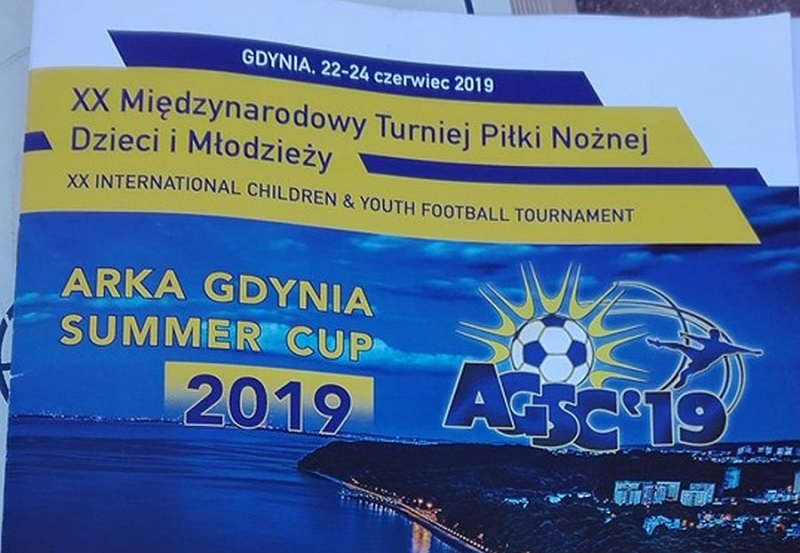 GDYNIA. 22-24 czerwiec 2019
XX Międzynarodowy Turniej Piłki Nożnej
Dzieci i Młodzieży
XX INTERNATIONAL CHILDREN & YOUTH FOOTBALL TOURNAMENT
ARKA GDYNIA
SUMMER CUP
2019
AGSC'19